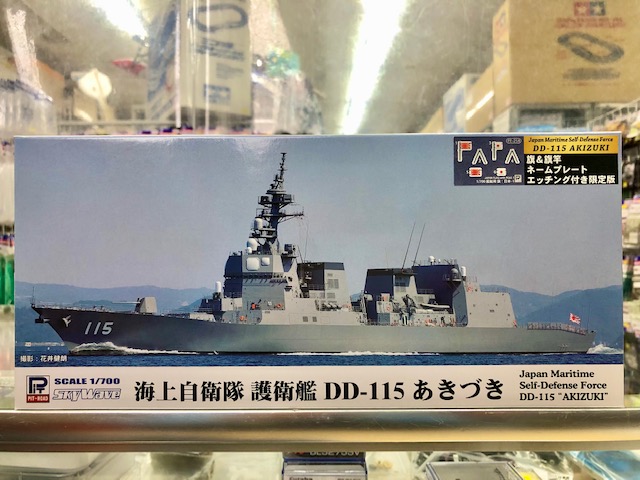 Japan Maritime Self-Defense Force
DD-115 AKIZUKI
旗&旗竿
ネームプレート
エッチング付き限定版
115
撮影:花井健朗
PIT-ROAD
SCALE 1/700
SKYWAVE
海上自衛隊 護衛艦 DD-115 あきづき
Japan Maritime
Self-Defense Force
DD-115 "AKIZUKI"